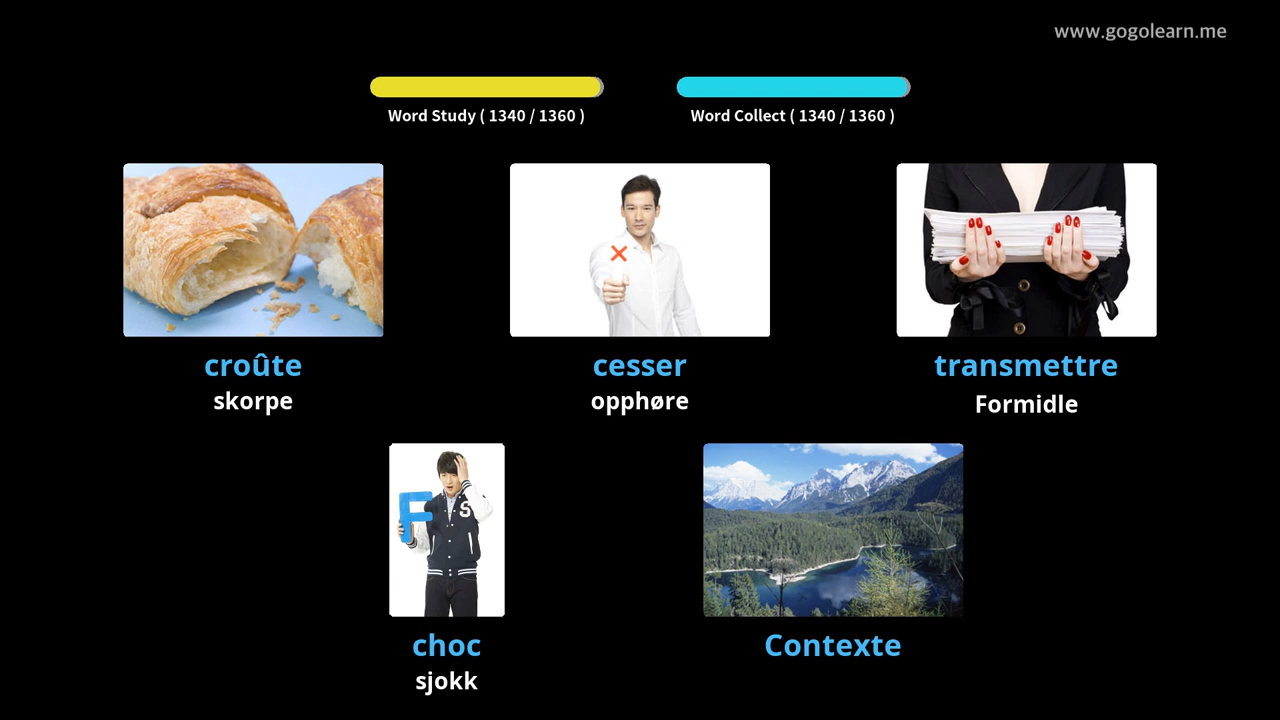 www.gogolearn.me
Word Study ( 1340 / 1360 )
Word Collect ( 1340 / 1360 )
croûte
skorpe
cesser
opphøre
transmettre
Formidle
F
S
choc
sjokk
Contexte